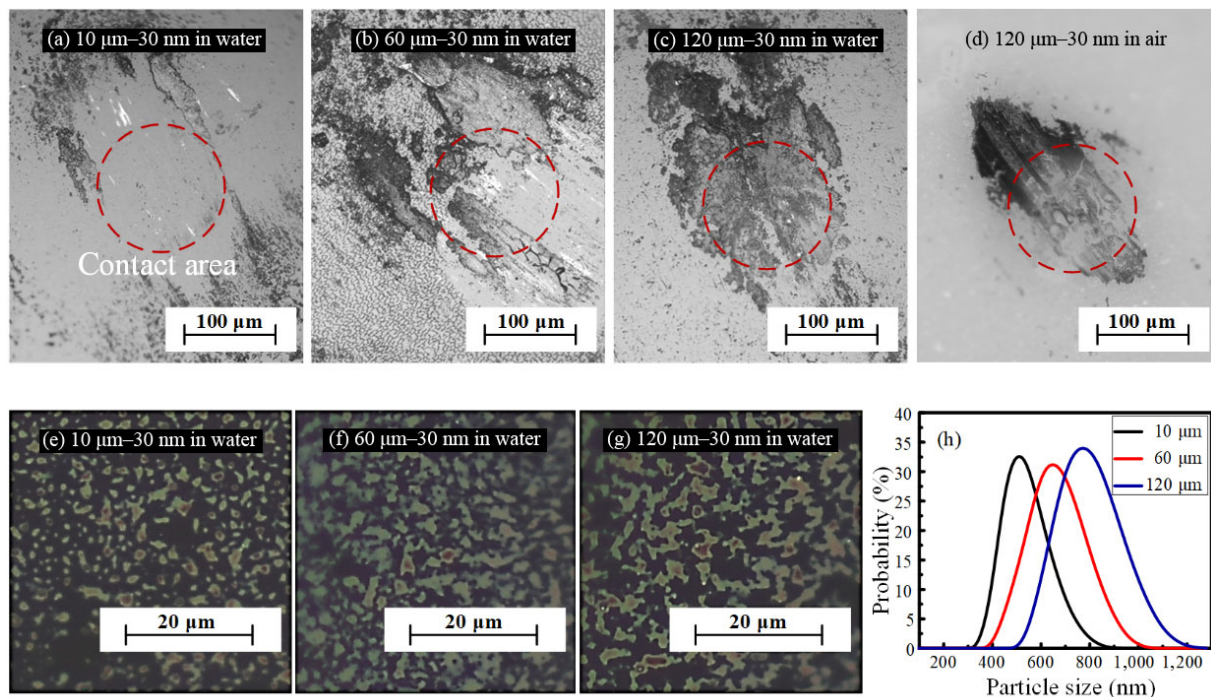 (a) 10 μm–30 nm in water
(b) 60 μm–30 nm in water
(c) 120 μm–30 nm in water
(d) 120 μm–30 nm in air
Contact area
100 μm
100 μm
100 μm
100 μm
(e) 10 μm–30 nm in water
(f) 60 μm–30 nm in water
(g) 120 μm–30 nm in water
20 μm
20 μm
20 μm
(h)
10 μm
60 μm
120 μm
Probability (%)
40
35
30
25
20
15
10
5
0
200
400
600
800
1,000
1,200
Particle size (nm)